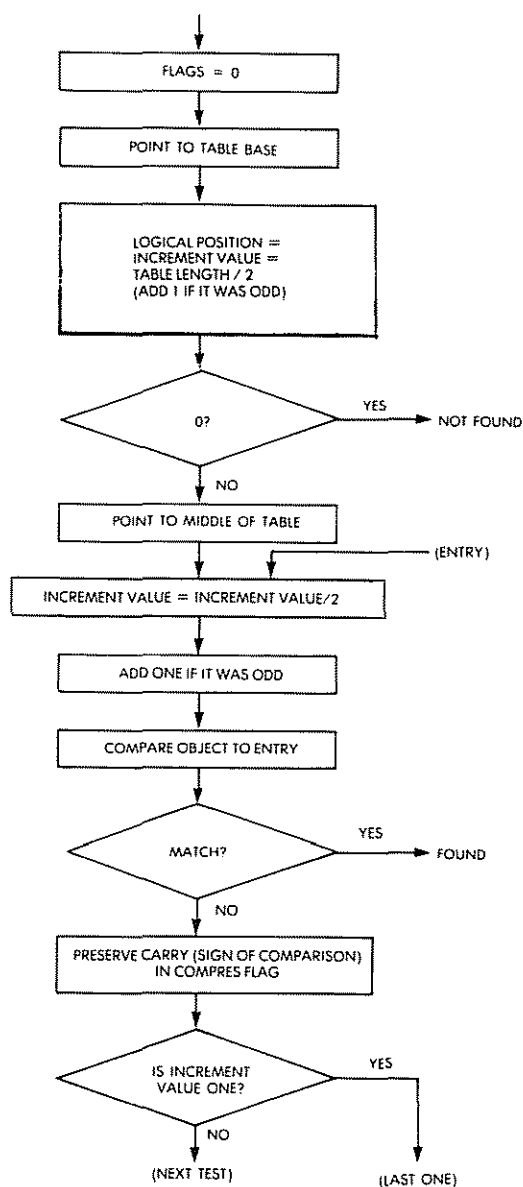 FLAGS = 0
POINT TO TABLE BASE
LOGICAL POSITION =
INCREMENT VALUE =
TABLE LENGTH / 2
(ADD 1 IF IT WAS ODD)
0?
YES
NOT FOUND
NO
POINT TO MIDDLE OF TABLE
(ENTRY)
INCREMENT VALUE = INCREMENT VALUE/2
ADD ONE IF IT WAS ODD
COMPARE OBJECT TO ENTRY
MATCH?
YES
FOUND
NO
PRESERVE CARRY (SIGN OF COMPARISON)
IN COMPRES FLAG
IS INCREMENT
VALUE ONE?
YES
NO
(NEXT TEST)
(LAST ONE)